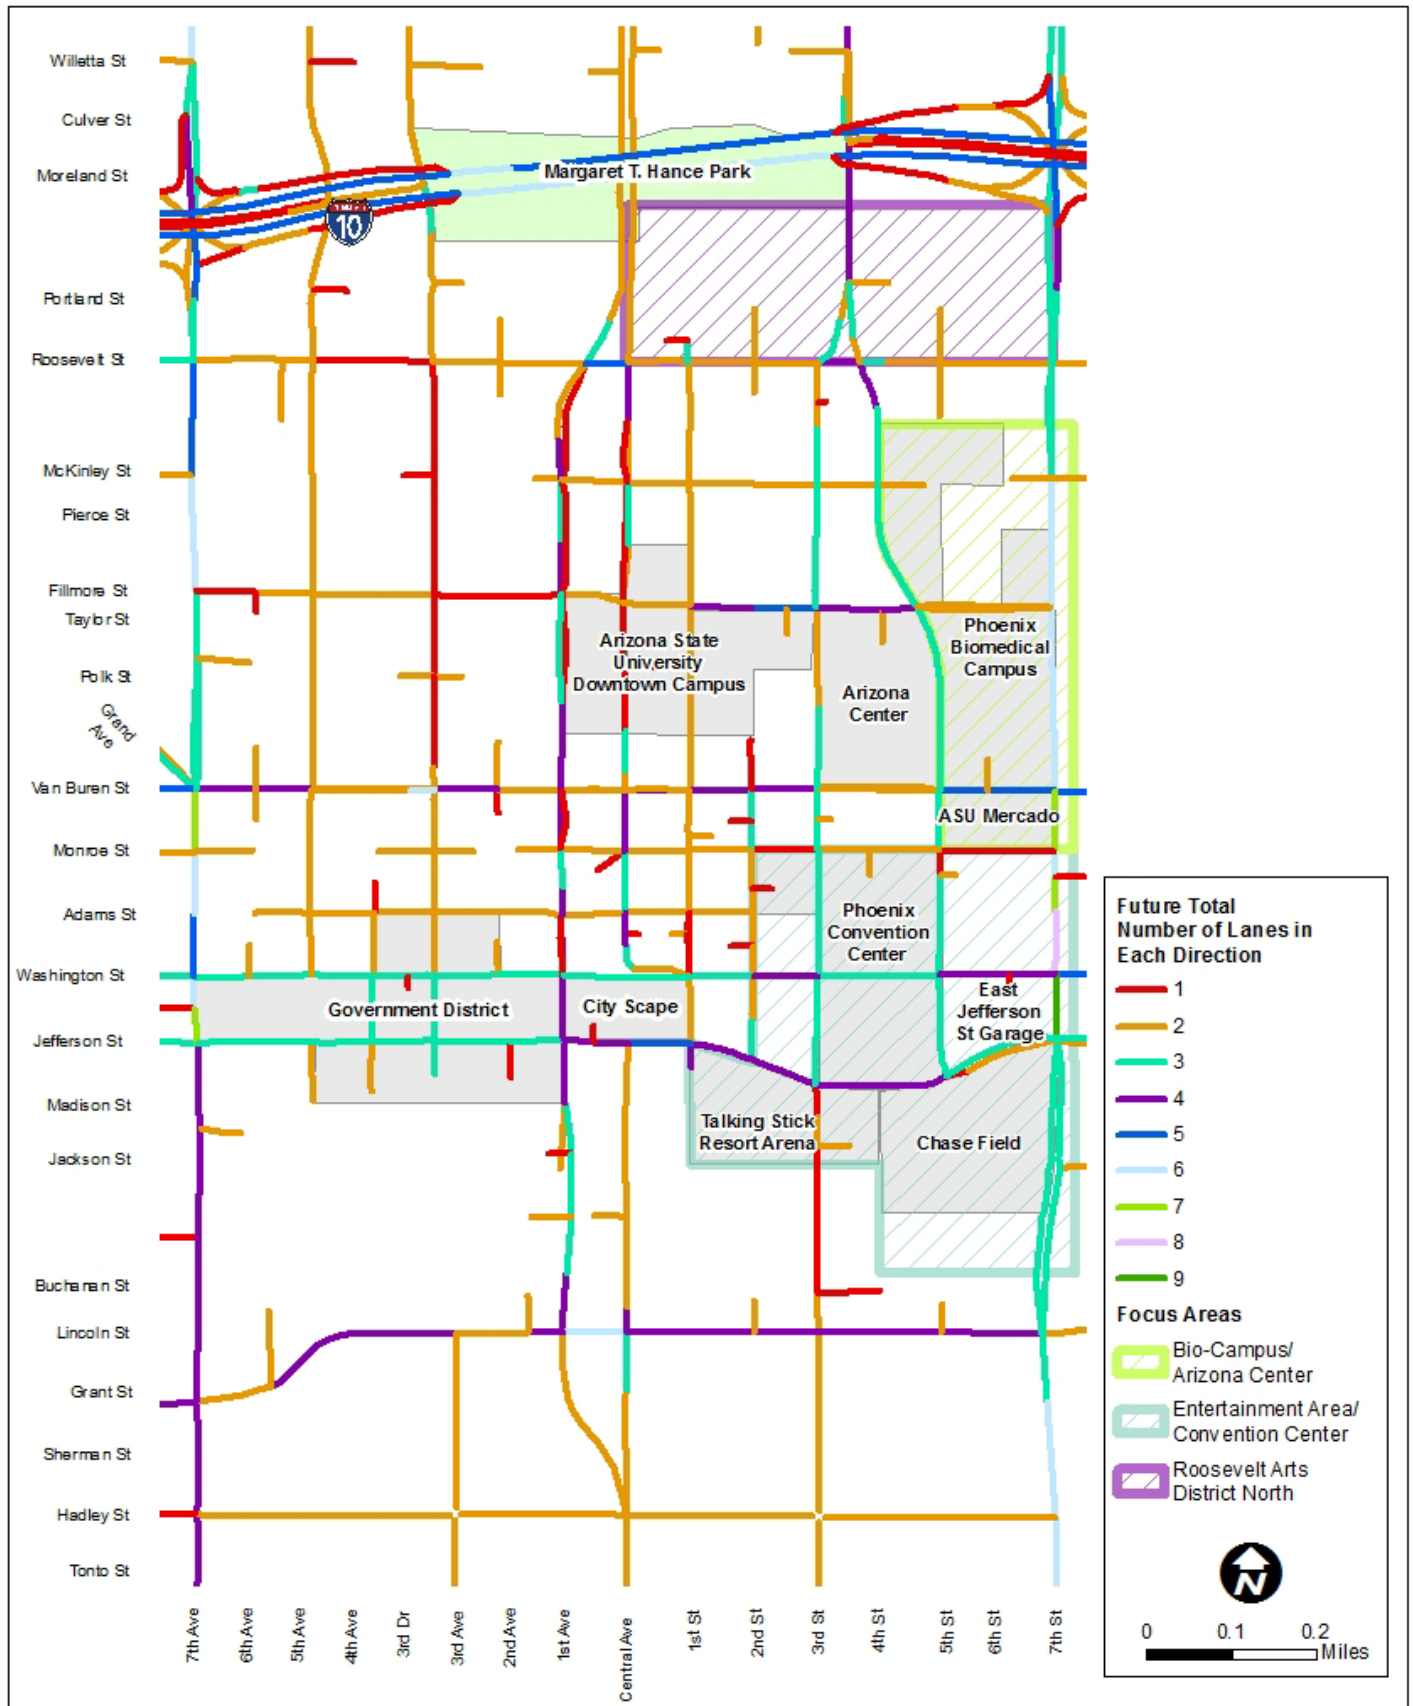 Willetta St
Culver St
Moreland St
Margaret T. Hance Park
10
Portland St
Roosevelt St
McKinley St
Pierce St
Fillmore St
Taylor St
Polk St
Grand
Ave
Arizona State
University
Downtown Campus
Arizona
Center
Phoenix
Biomedical
Campus
Van Buren St
ASU Mercado
Monroe St
Adams St
Phoenix
Convention
Center
Washington St
Government District
City Scape
East
Jefferson
St Garage
Jefferson St
Madison St
Talking Stick
Resort Arena
Chase Field
Jackson St
Buchanan St
Lincoln St
Grant St
Sherman St
Hadley St
Tonto St
7th Ave
6th Ave
5th Ave
4th Ave
3rd Dr
3rd Ave
2nd Ave
1st Ave
Central Ave
1st St
2nd St
3rd St
4th St
5th St
6th St
7th St
Future Total
Number of Lanes in
Each Direction
1
2
3
4
5
6
7
8
9
Focus Areas
Bio-Campus/
Arizona Center
Entertainment Area/
Convention Center
Roosevelt Arts
District North
N
0 0.1 0.2
Miles